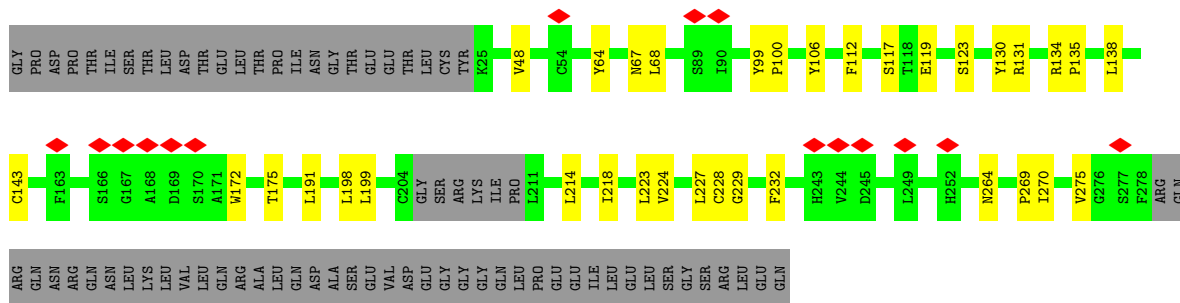 GLY PRO ASP PRO THR ILE SER THR LEU ASP THR GLU LEU THR PRO ILE ASN GLY THR GLU GLU THR LEU CYS TYR K25 V48 C54 Y64 N67 L68 S89 I90 Y99 P100 Y106 F112 S117 T118 E119 S123 Y130 R131 R134 P135 L138
C143 F163 S166 G167 A168 D169 S170 A171 W172 T175 L191 L198 L199 C204 GLY SER ARG LYS ILE PRO L211 L214 I218 L223 V224 L227 C228 G229 F232 H243 V244 D245 L249 H252 N264 P269 I270 V275 G276 S277 F278 ARG GLN
ARG GLN ASN ARG GLN ASN LEU LYS LEU VAL LEU GLN ARG ALA LEU GLN ASP ALA SER GLU VAL ASP GLU GLY GLY GLY GLN LEU PRO GLU GLU ILE LEU GLU LEU SER GLY SER ARG LEU GLU GLN